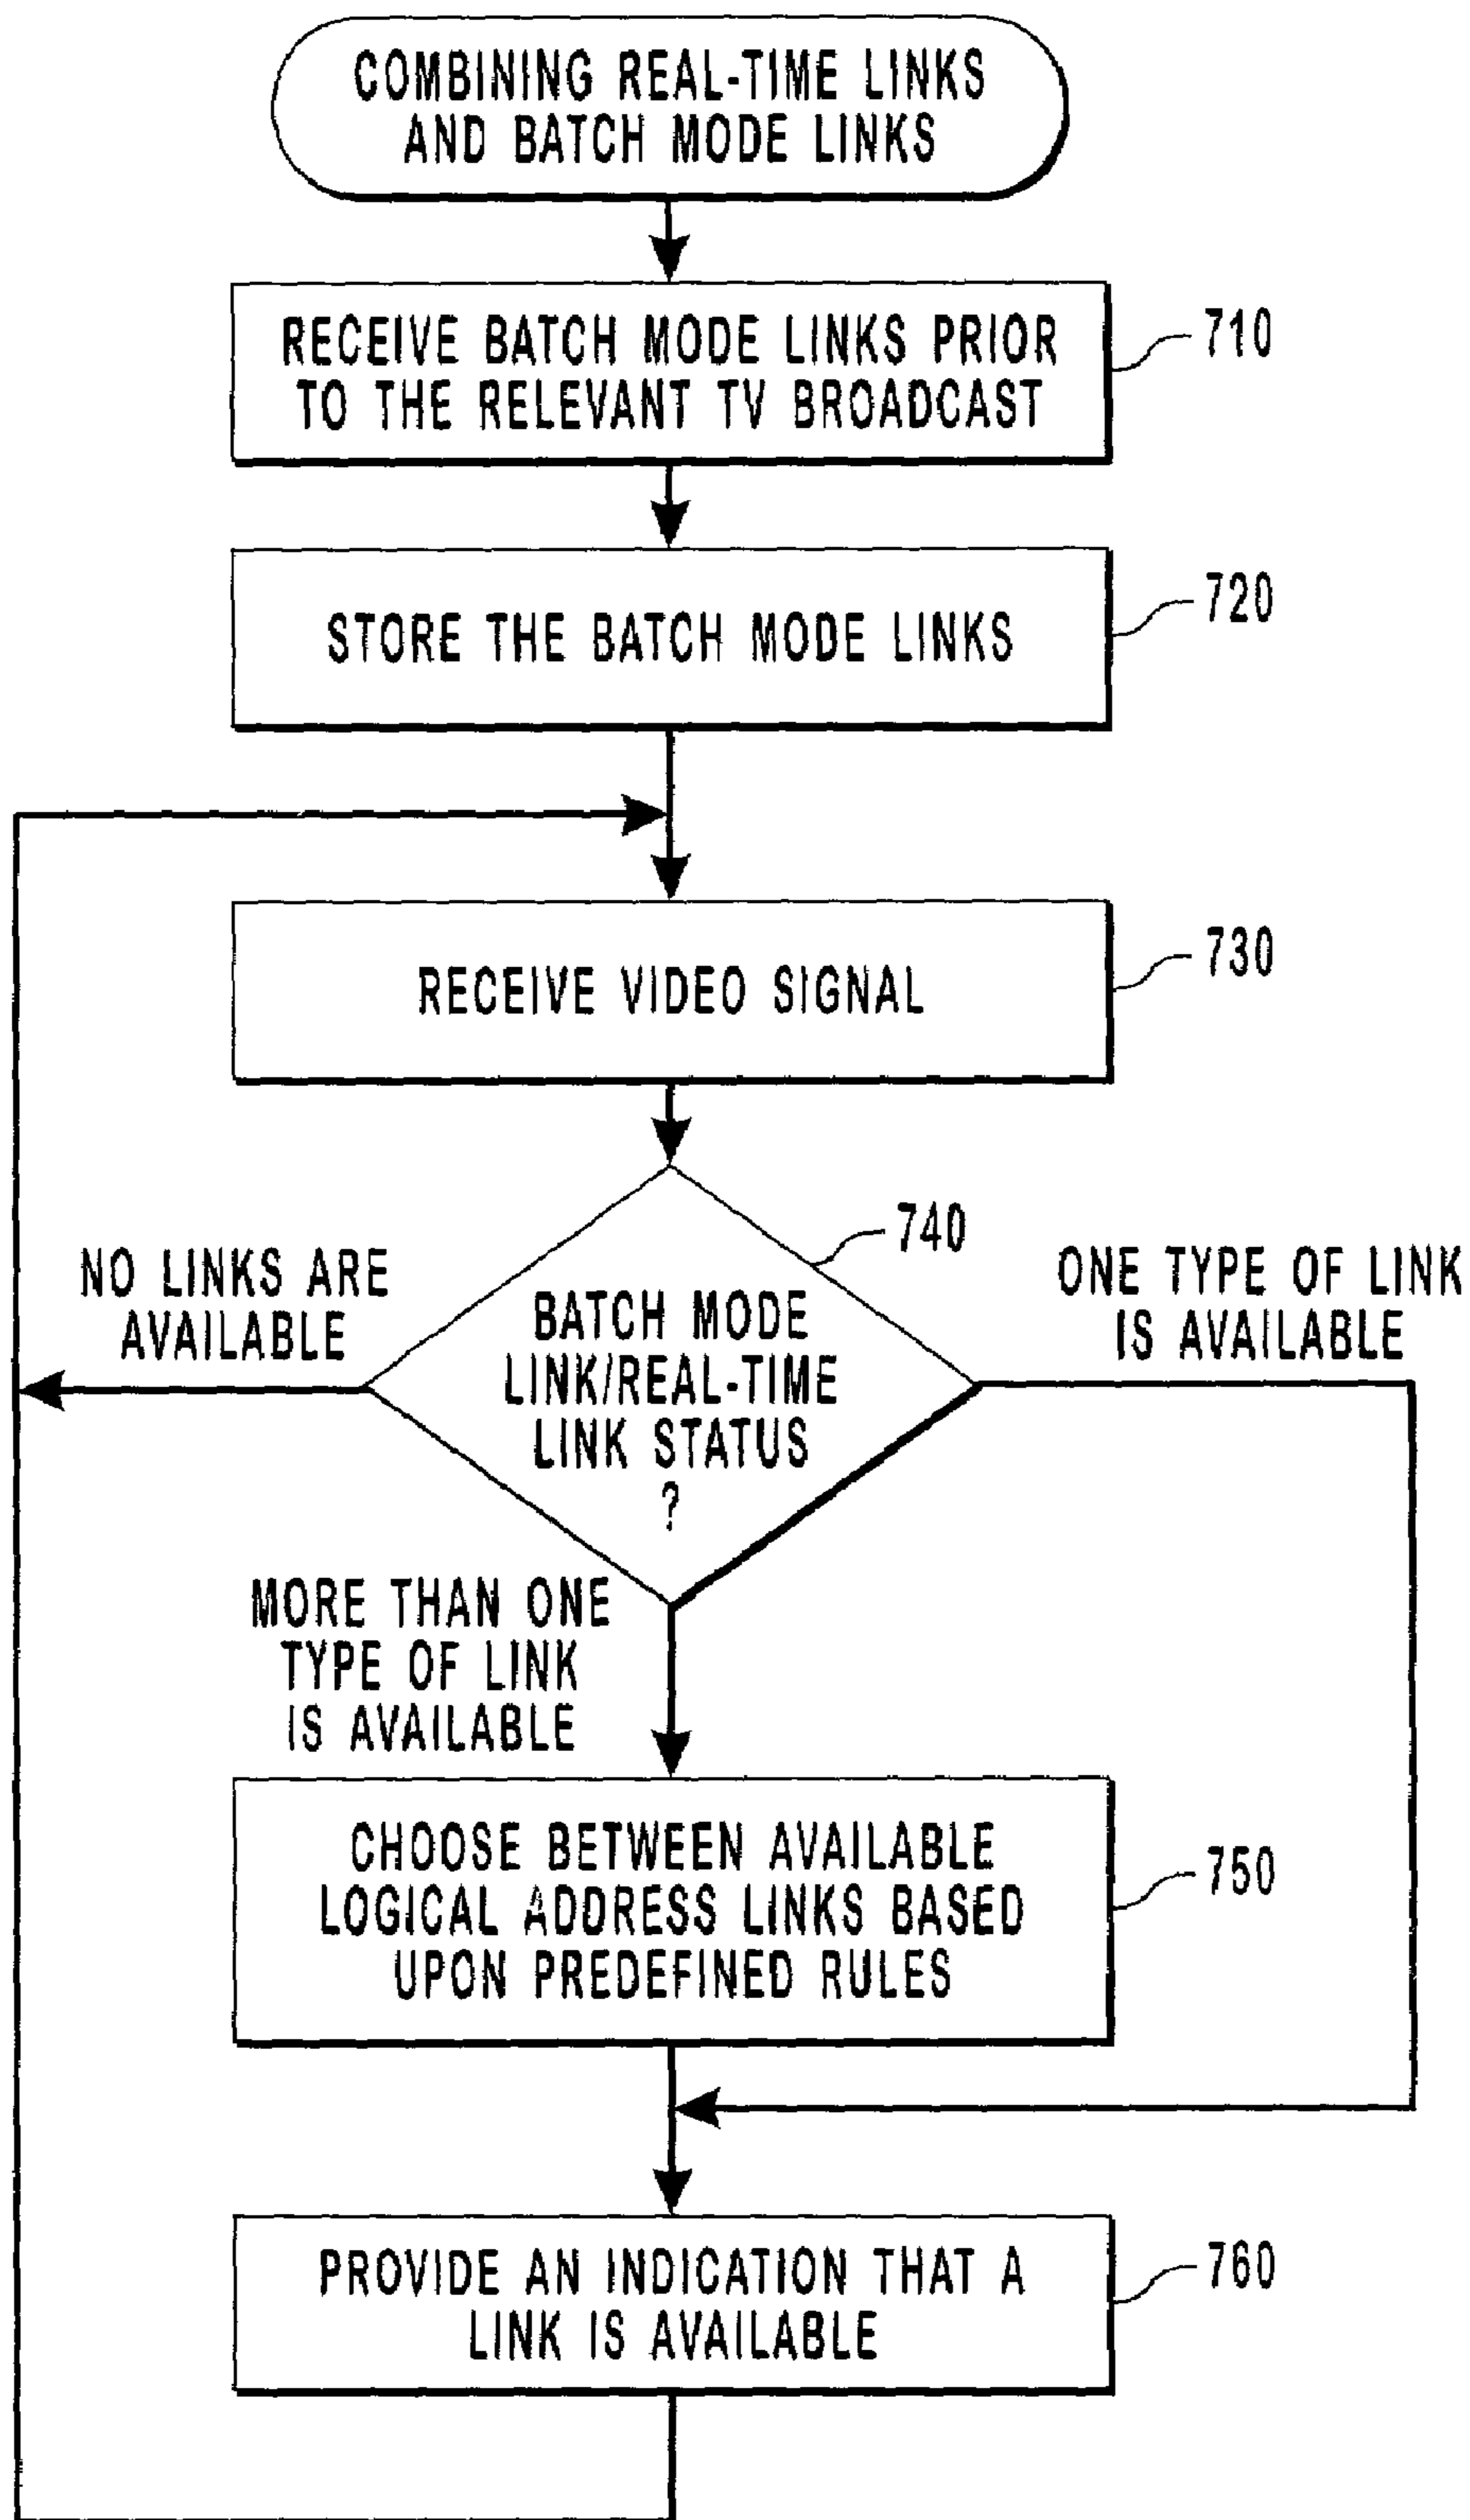 COMBINING REAL-TIME LINKS
AND BATCH MODE LINKS
RECEIVE BATCH MODE LINKS PRIOR
TO THE RELEVANT TV BROADCAST
710
STORE THE BATCH MODE LINKS
720
RECEIVE VIDEO SIGNAL
730
740
NO LINKS ARE
AVAILABLE
BATCH MODE
LINK/REAL-TIME
LINK STATUS
?
ONE TYPE OF LINK
IS AVAILABLE
MORE THAN ONE
TYPE OF LINK
IS AVAILABLE
CHOOSE BETWEEN AVAILABLE
LOGICAL ADDRESS LINKS BASED
UPON PREDEFINED RULES
750
PROVIDE AN INDICATION THAT A
LINK IS AVAILABLE
760